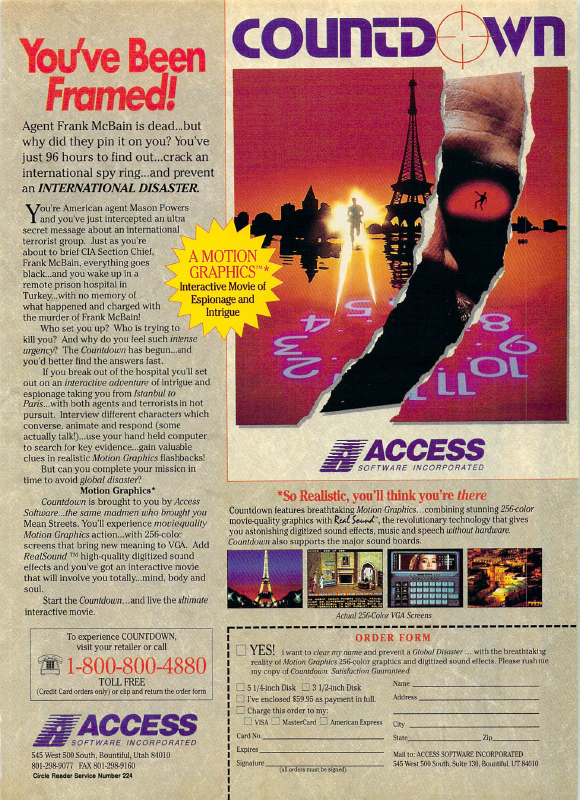 You've Been
Framed!
Agent Frank McBain is dead...but
why did they pin it on you? You've
just 96 hours to find out...crack an
international spy ring...and prevent
an INTERNATIONAL DISASTER.
You're American agent Mason Powers
and you've just intercepted an ultra
secret message about an international
terrorist group. Just as you're
about to brief CIA Section Chief,
Frank McBain, everything goes
black...and you wake up in a
remote prison hospital in
Turkey...with no memory of
what happened and charged with
the murder of Frank McBain!
Who set you up? Who is trying to
kill you? And why do you feel such intense
urgency? The Countdown has begun...and
you'd better find the answers fast.
If you break out of the hospital you'll set
out on an interactive adventure of intrigue and
espionage taking you from Istanbul to
Paris...with both agents and terrorists in hot
pursuit. Interview different characters which
converse, animate and respond (some
actually talk!)...use your hand held computer
to search for key evidence...gain valuable
clues in realistic Motion Graphics flashbacks!
But can you complete your mission in
time to avoid global disaster?
Motion Graphics*
Countdown is brought to you by Access
Software...the same madmen who brought you
Mean Streets. You'll experience movie-quality
Motion Graphics action...with 256-color
screens that bring new meaning to VGA. Add
RealSound ™ high-quality digitized sound
effects and you've got an interactive movie
that will involve you totally...mind, body and
soul.
Start the Countdown...and live the ultimate
interactive movie.
To experience COUNTDOWN,
visit your retailer or call
1-800-800-4880
TOLL FREE
(Credit Card orders only) or clip and return the order form
ACCESS
SOFTWARE INCORPORATED
545 West 500 South, Bountiful, Utah 84010
801-298-9077 FAX 801-298-9160
Circle Reader Service Number 224
COUNTDOWN
A MOTION
GRAPHICS™*
Interactive Movie of
Espionage and
Intrigue
5
4
3
2
11
10
9
8
ACCESS
SOFTWARE INCORPORATED
*So Realistic, you'll think you're there
Countdown features breathtaking Motion Graphics...combining stunning 256-color
movie-quality graphics with Real Sound™, the revolutionary technology that gives
you astonishing digitized sound effects, music and speech without hardware.
Countdown also supports the major sound boards.
Actual 256-Color VGA Screens
ORDER FORM
YES! I want to clear my name and prevent a Global Disaster ... with the breathtaking
reality of Motion Graphics 256-color graphics and digitized sound effects. Please rush me
my copy of Countdown. Satisfaction Guaranteed
5 1/4-inch Disk 3 1/2-inch Disk
I've enclosed $59.95 as payment in full.
Charge this order to my:
VISA MasterCard American Express
Card No.
Expires
Signature
(all orders must be signed)
Name
Address
City
State Zip
Mail to: ACCESS SOFTWARE INCORPORATED
545 West 500 South, Suite 130, Bountiful, UT 84010